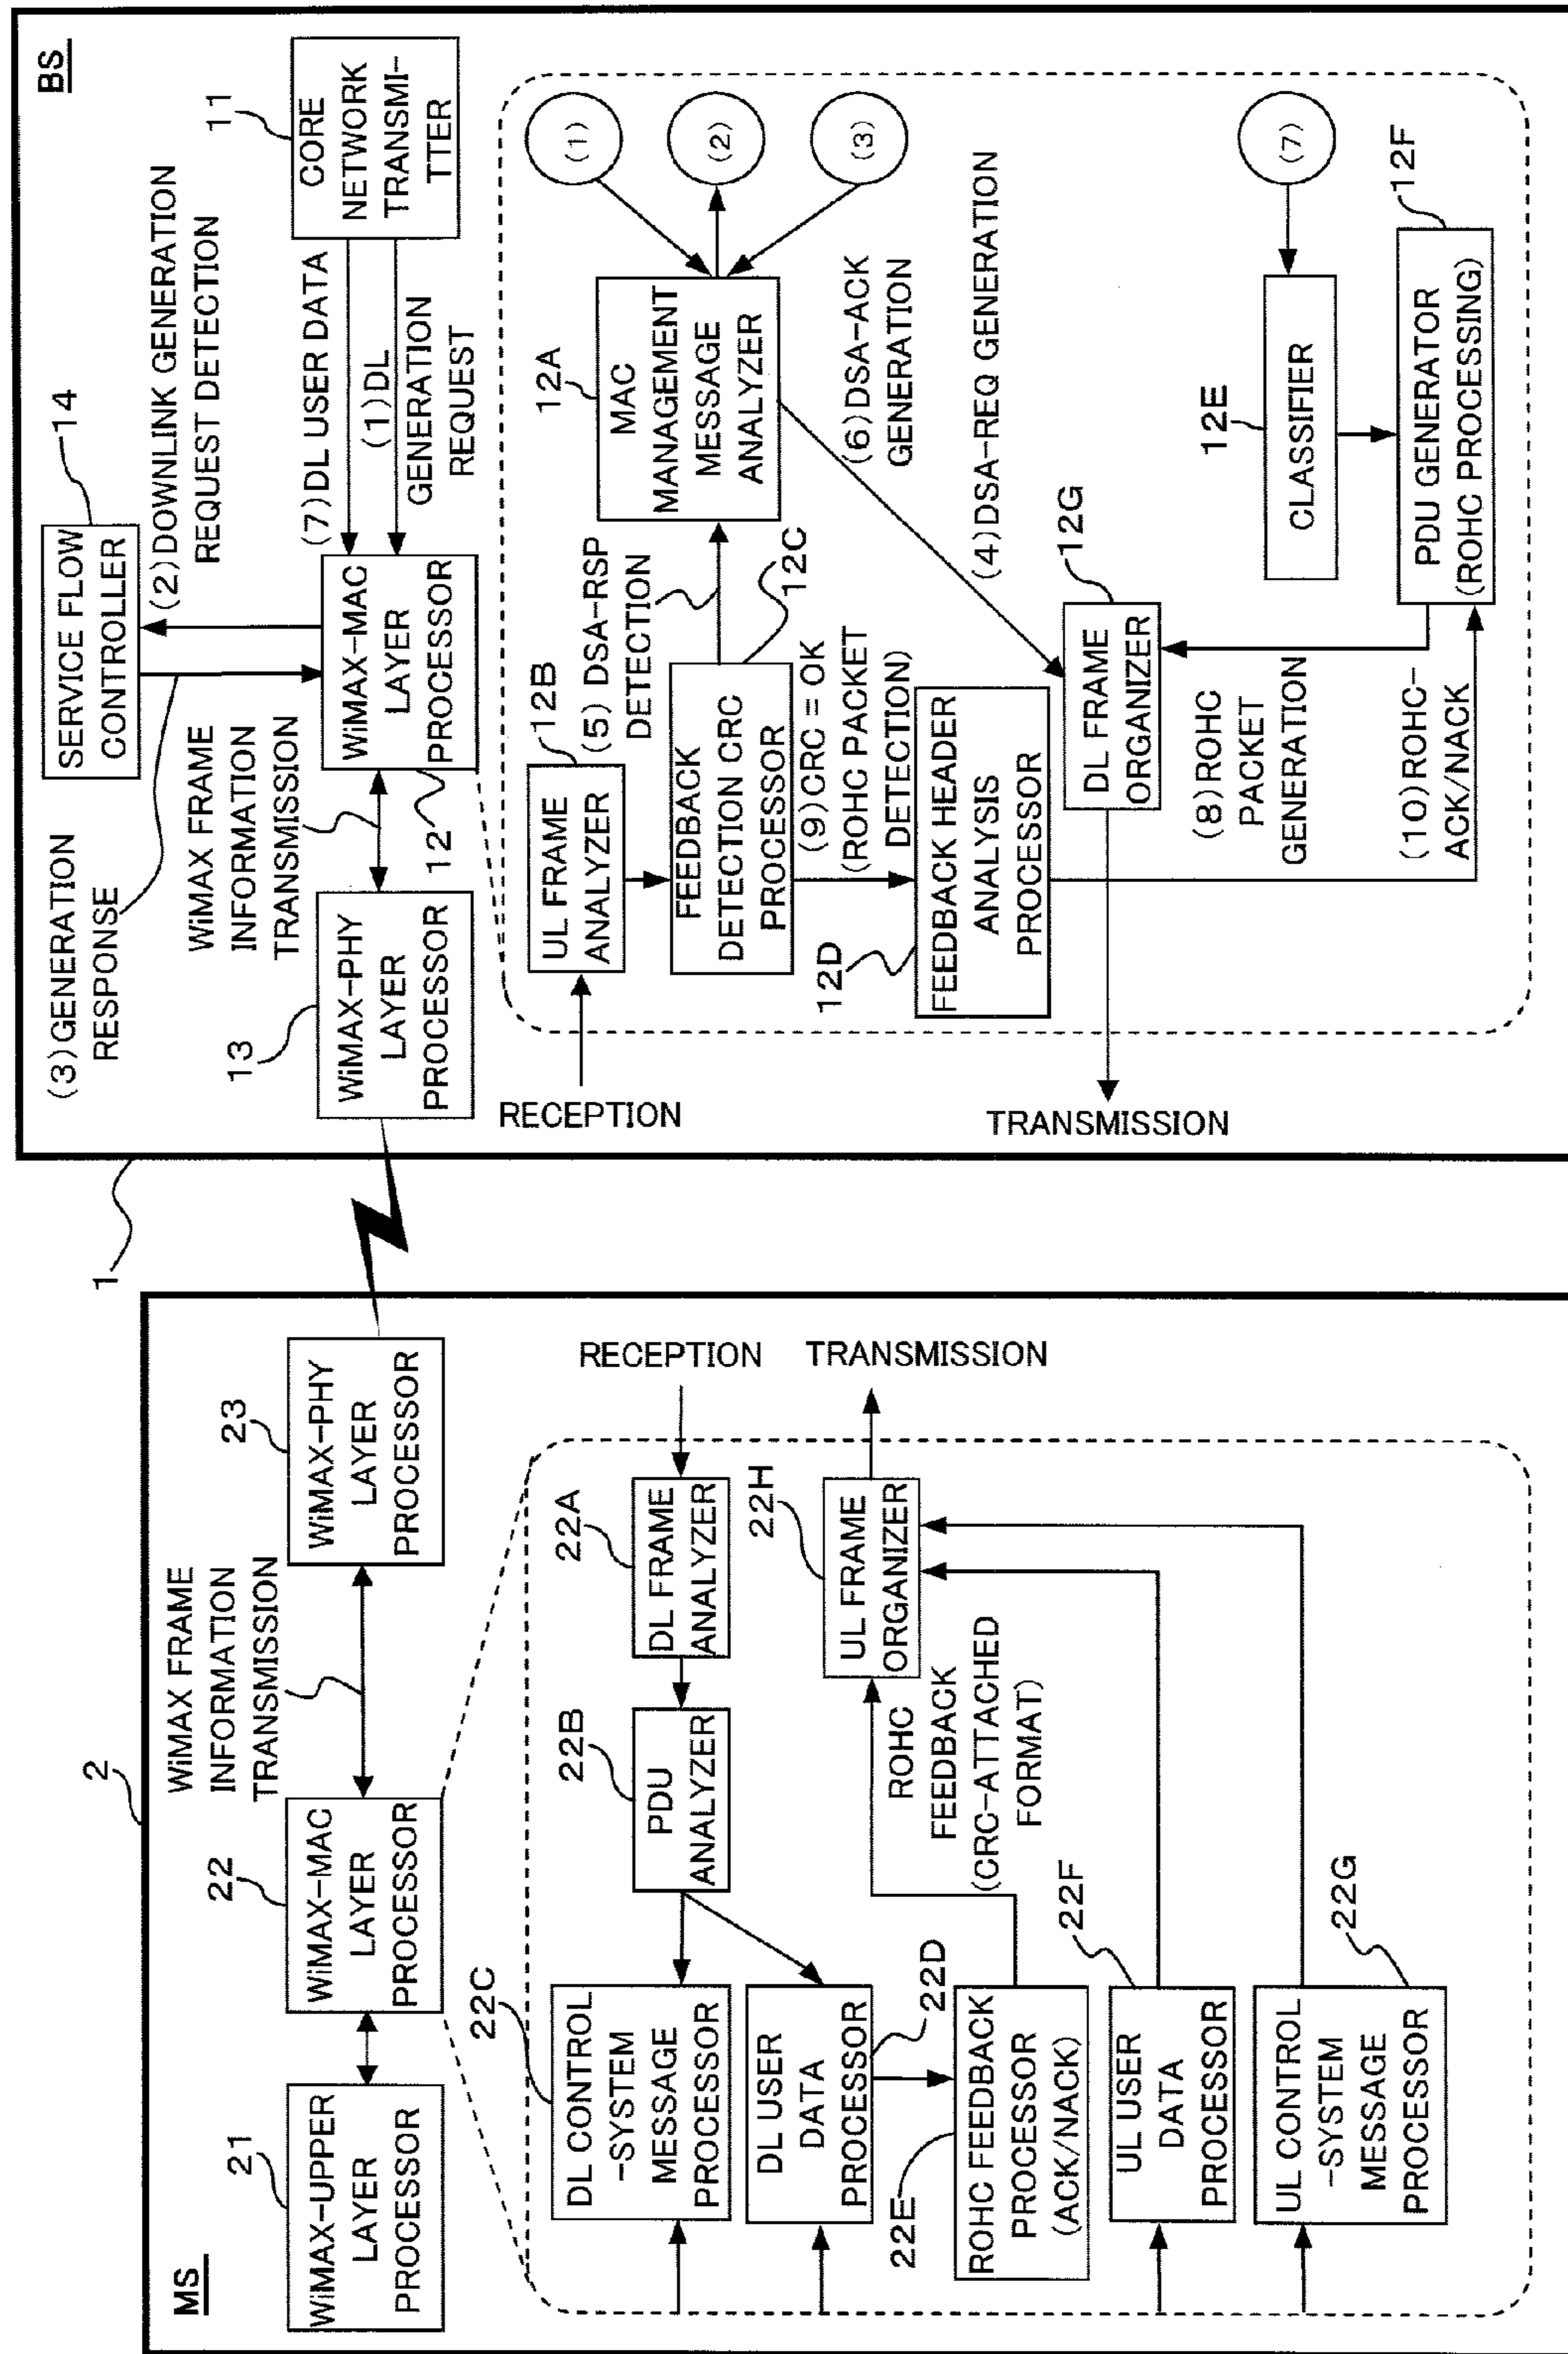 MS
2
21
WiMAX-UPPER
LAYER
PROCESSOR
22
WiMAX-MAC
LAYER
PROCESSOR
WiMAX FRAME
INFORMATION
TRANSMISSION
23
WiMAX-PHY
LAYER
PROCESSOR
22C
DL CONTROL
-SYSTEM
MESSAGE
PROCESSOR
22B
PDU
ANALYZER
22A
DL FRAME
ANALYZER
RECEPTION
DL USER
DATA
PROCESSOR
22D
22H
UL FRAME
ORGANIZER
TRANSMISSION
22E
ROHC FEEDBACK
PROCESSOR
(ACK/NACK)
ROHC
FEEDBACK
(CRC-ATTACHED
FORMAT)
22F
UL USER
DATA
PROCESSOR
22G
UL CONTROL
-SYSTEM
MESSAGE
PROCESSOR
1
BS
(3)GENERATION
RESPONSE
14
SERVICE FLOW
CONTROLLER
(2)DOWNLINK GENERATION
REQUEST DETECTION
13
WiMAX-PHY
LAYER
PROCESSOR
WiMAX FRAME
INFORMATION
TRANSMISSION
12
WiMAX-MAC
LAYER
PROCESSOR
(7)DL USER DATA
(1)DL
GENERATION
REQUEST
11
CORE
NETWORK
TRANSMI-
TTER
RECEPTION
12B
UL FRAME
ANALYZER
(5) DSA-RSP
DETECTION
FEEDBACK
DETECTION CRC
PROCESSOR
12C
12A
MAC
MANAGEMENT
MESSAGE
ANALYZER
(1)
(2)
(3)
(9)CRC = OK
(ROHC PACKET
DETECTION)
12D
FEEDBACK HEADER
ANALYSIS
PROCESSOR
(6)DSA-ACK
GENERATION
(4)DSA-REQ GENERATION
12G
DL FRAME
ORGANIZER
TRANSMISSION
(8)ROHC
PACKET
GENERATION
12E
CLASSIFIER
(7)
12F
PDU GENERATOR
(ROHC PROCESSING)
(10)ROHC-
ACK/NACK